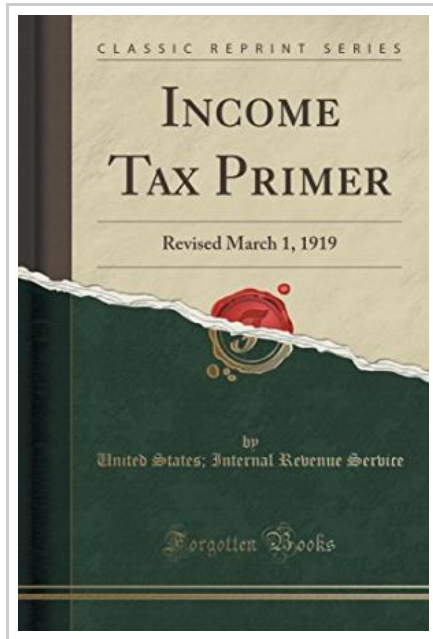 CLASSIC REPRINT SERIES
INCOME
TAX PRIMER
Revised March 1, 1919
by
United States; Internal Revenue Service
Forgotten Books